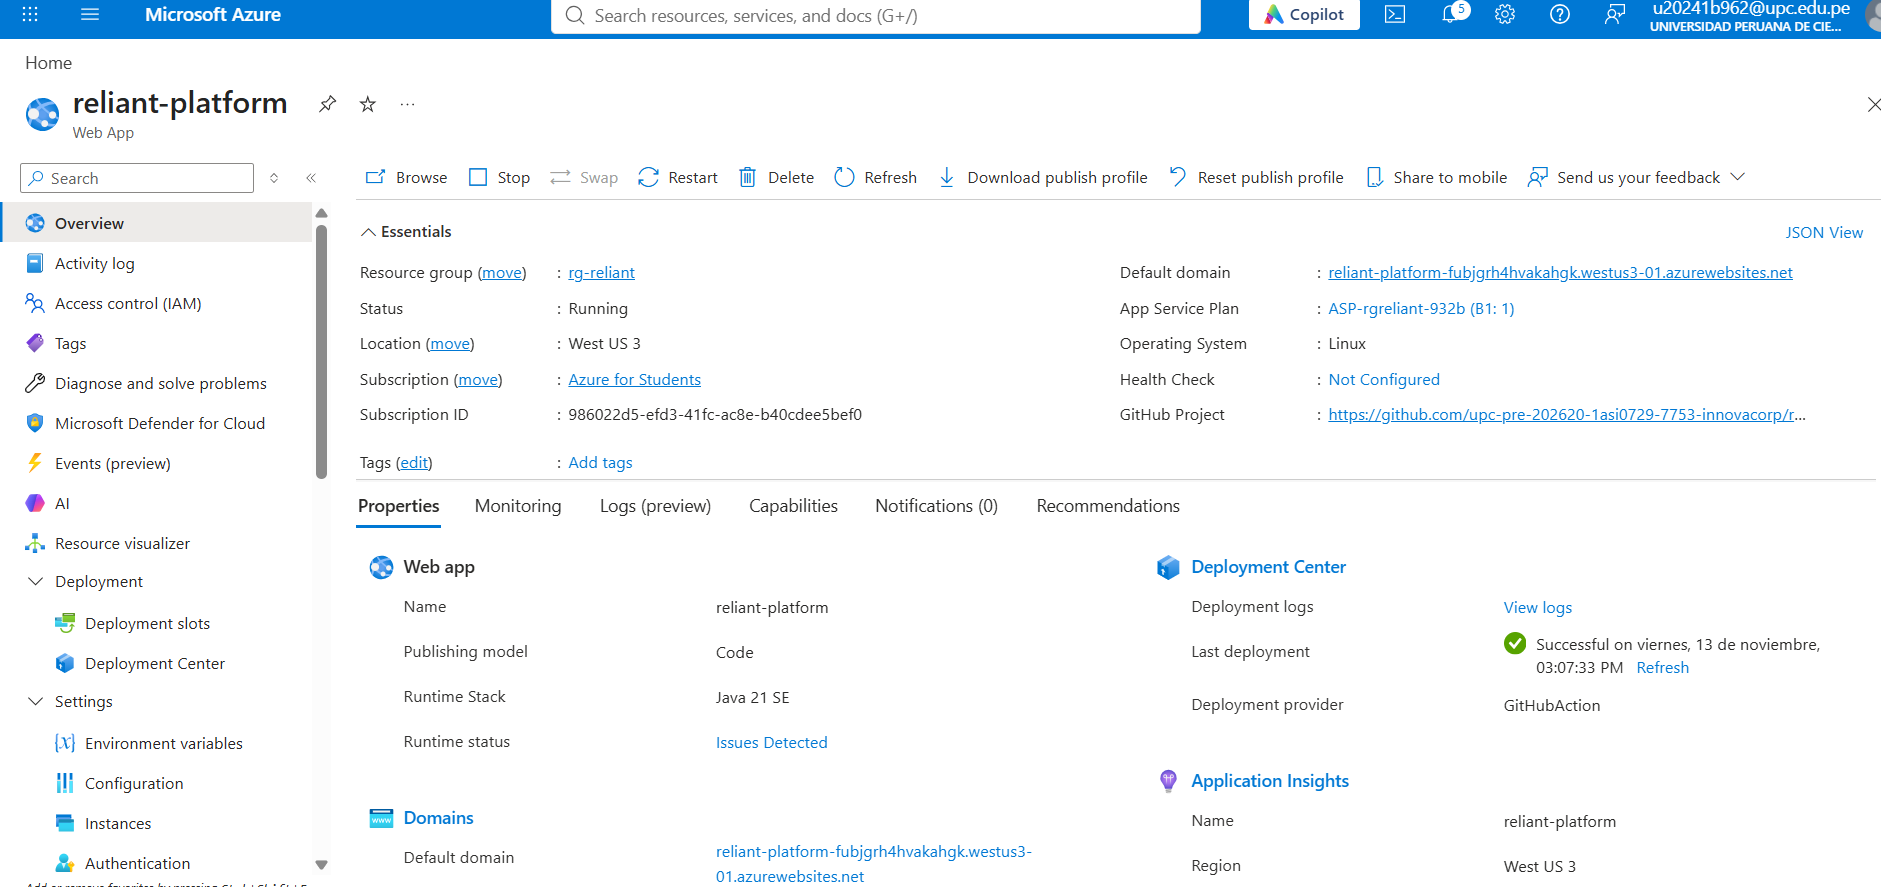 Microsoft Azure
Search resources, services, and docs (G+/)
Copilot
5
u20241b962@upc.edu.pe
UNIVERSIDAD PERUANA DE CIE...
Home
reliant-platform
Web App
Search
Browse
Stop
Swap
Restart
Delete
Refresh
Download publish profile
Reset publish profile
Share to mobile
Send us your feedback
Overview
Activity log
Access control (IAM)
Tags
Diagnose and solve problems
Microsoft Defender for Cloud
Events (preview)
AI
Resource visualizer
Deployment
Deployment slots
Deployment Center
Settings
Environment variables
Configuration
Instances
Authentication
Essentials
JSON View
Resource group (move) : rg-reliant
Status : Running
Location (move) : West US 3
Subscription (move) : Azure for Students
Subscription ID : 986022d5-efd3-41fc-ac8e-b40cdee5bef0
Tags (edit) : Add tags
Default domain : reliant-platform-fubjgrh4hvakahgk.westus3-01.azurewebsites.net
App Service Plan : ASP-rgreliant-932b (B1: 1)
Operating System : Linux
Health Check : Not Configured
GitHub Project : https://github.com/upc-pre-202620-1asi0729-7753-innovacorp/r...
Properties
Monitoring
Logs (preview)
Capabilities
Notifications (0)
Recommendations
Web app
Name reliant-platform
Publishing model Code
Runtime Stack Java 21 SE
Runtime status Issues Detected
Domains
Default domain reliant-platform-fubjgrh4hvakahgk.westus3-
01.azurewebsites.net
Deployment Center
Deployment logs View logs
Last deployment Successful on viernes, 13 de noviembre,
03:07:33 PM Refresh
Deployment provider GitHubAction
Application Insights
Name reliant-platform
Region West US 3